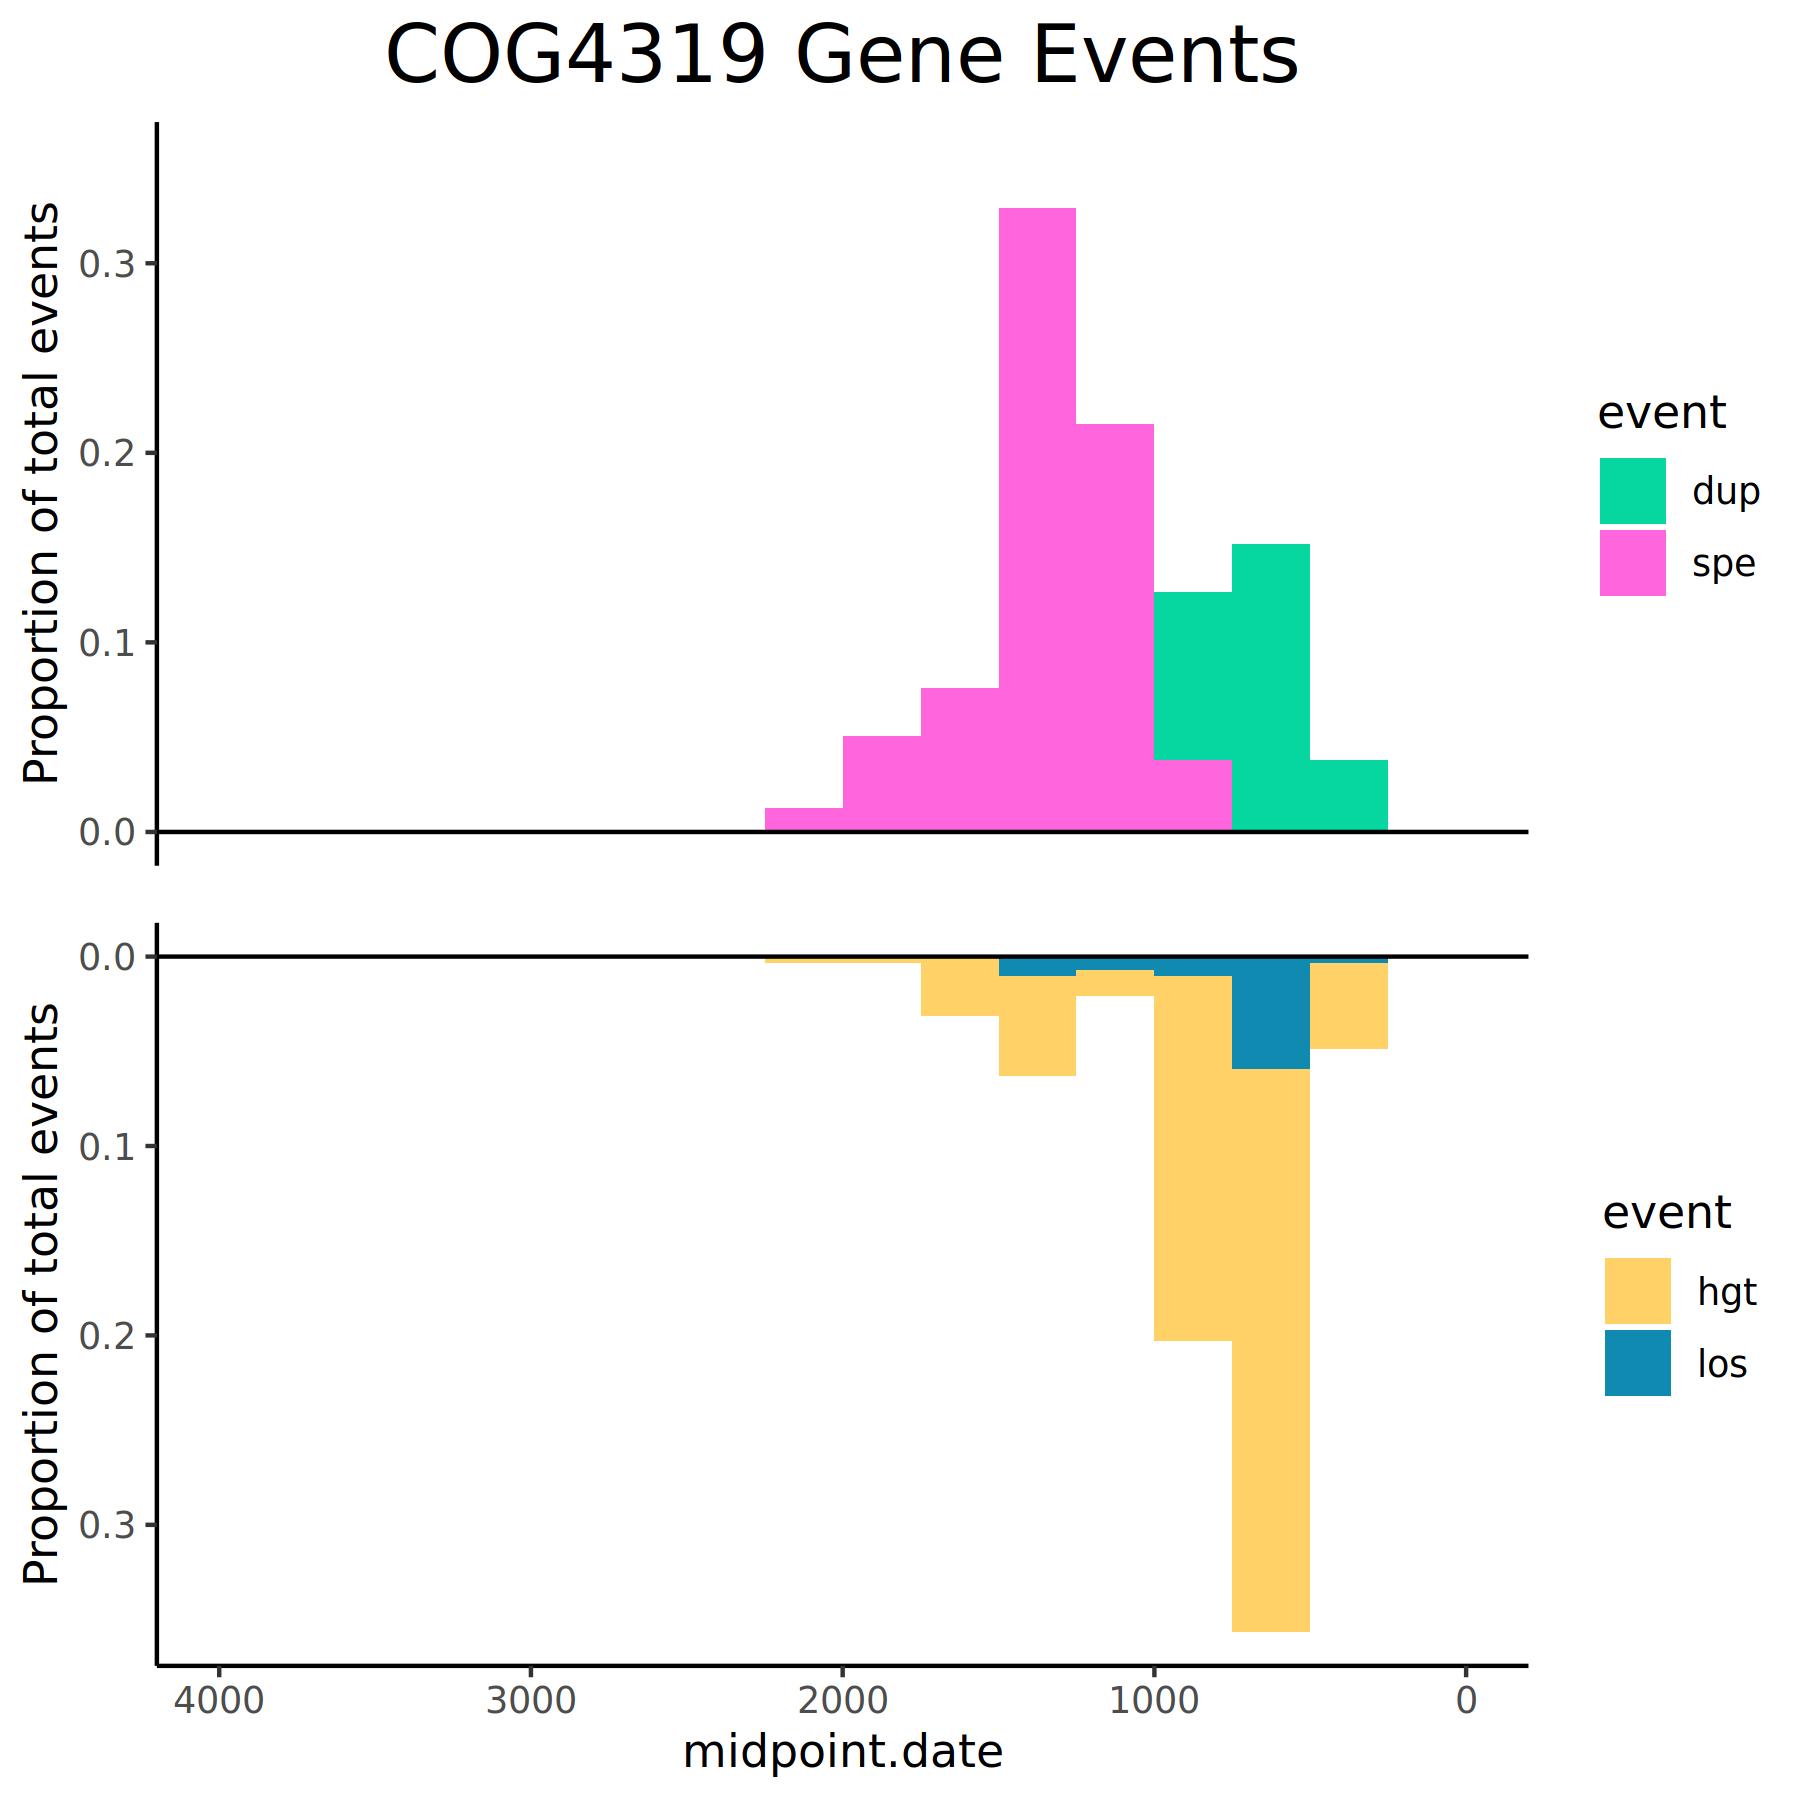 COG4319 Gene Events
Proportion of total events
0.3
0.2
0.1
0.0
event
dup
spe
Proportion of total events
0.0
0.1
0.2
0.3
event
hgt
los
4000 3000 2000 1000 0
midpoint.date